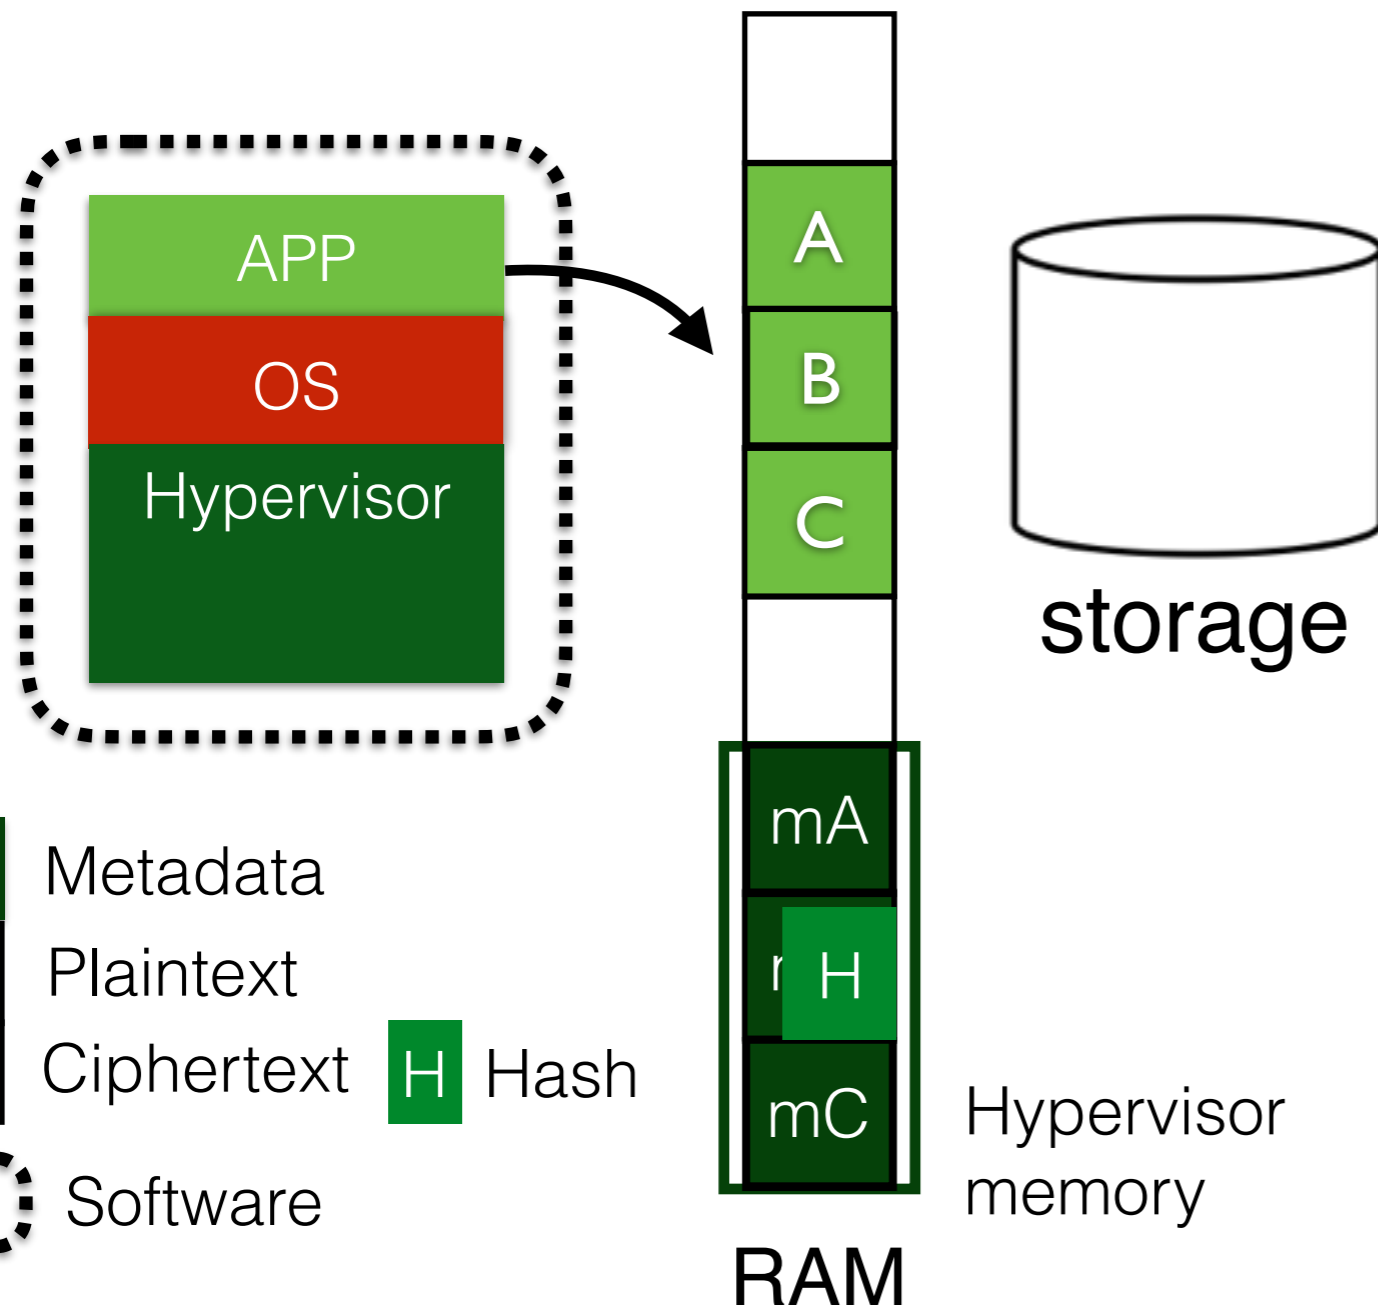 APP
OS
Hypervisor
A
B
C
storage
mA
H
mC
Hypervisor
memory
RAM
Metadata
Plaintext
Ciphertext
H
Hash
Software